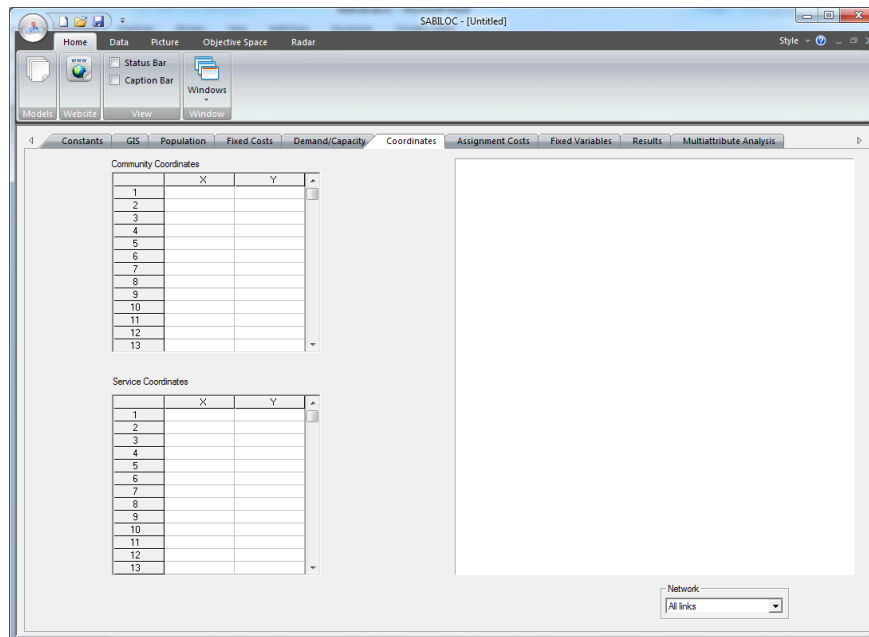 SABILOC - [Untitled]
Home Data Picture Objective Space Radar Style
WWW
Status Bar
Caption Bar
Windows
Models Website View Window
Constants GIS Population Fixed Costs Demand/Capacity Coordinates Assignment Costs Fixed Variables Results Multiattribute Analysis
Community Coordinates
X Y
1
2
3
4
5
6
7
8
9
10
11
12
13
Service Coordinates
X Y
1
2
3
4
5
6
7
8
9
10
11
12
13
Network
All links